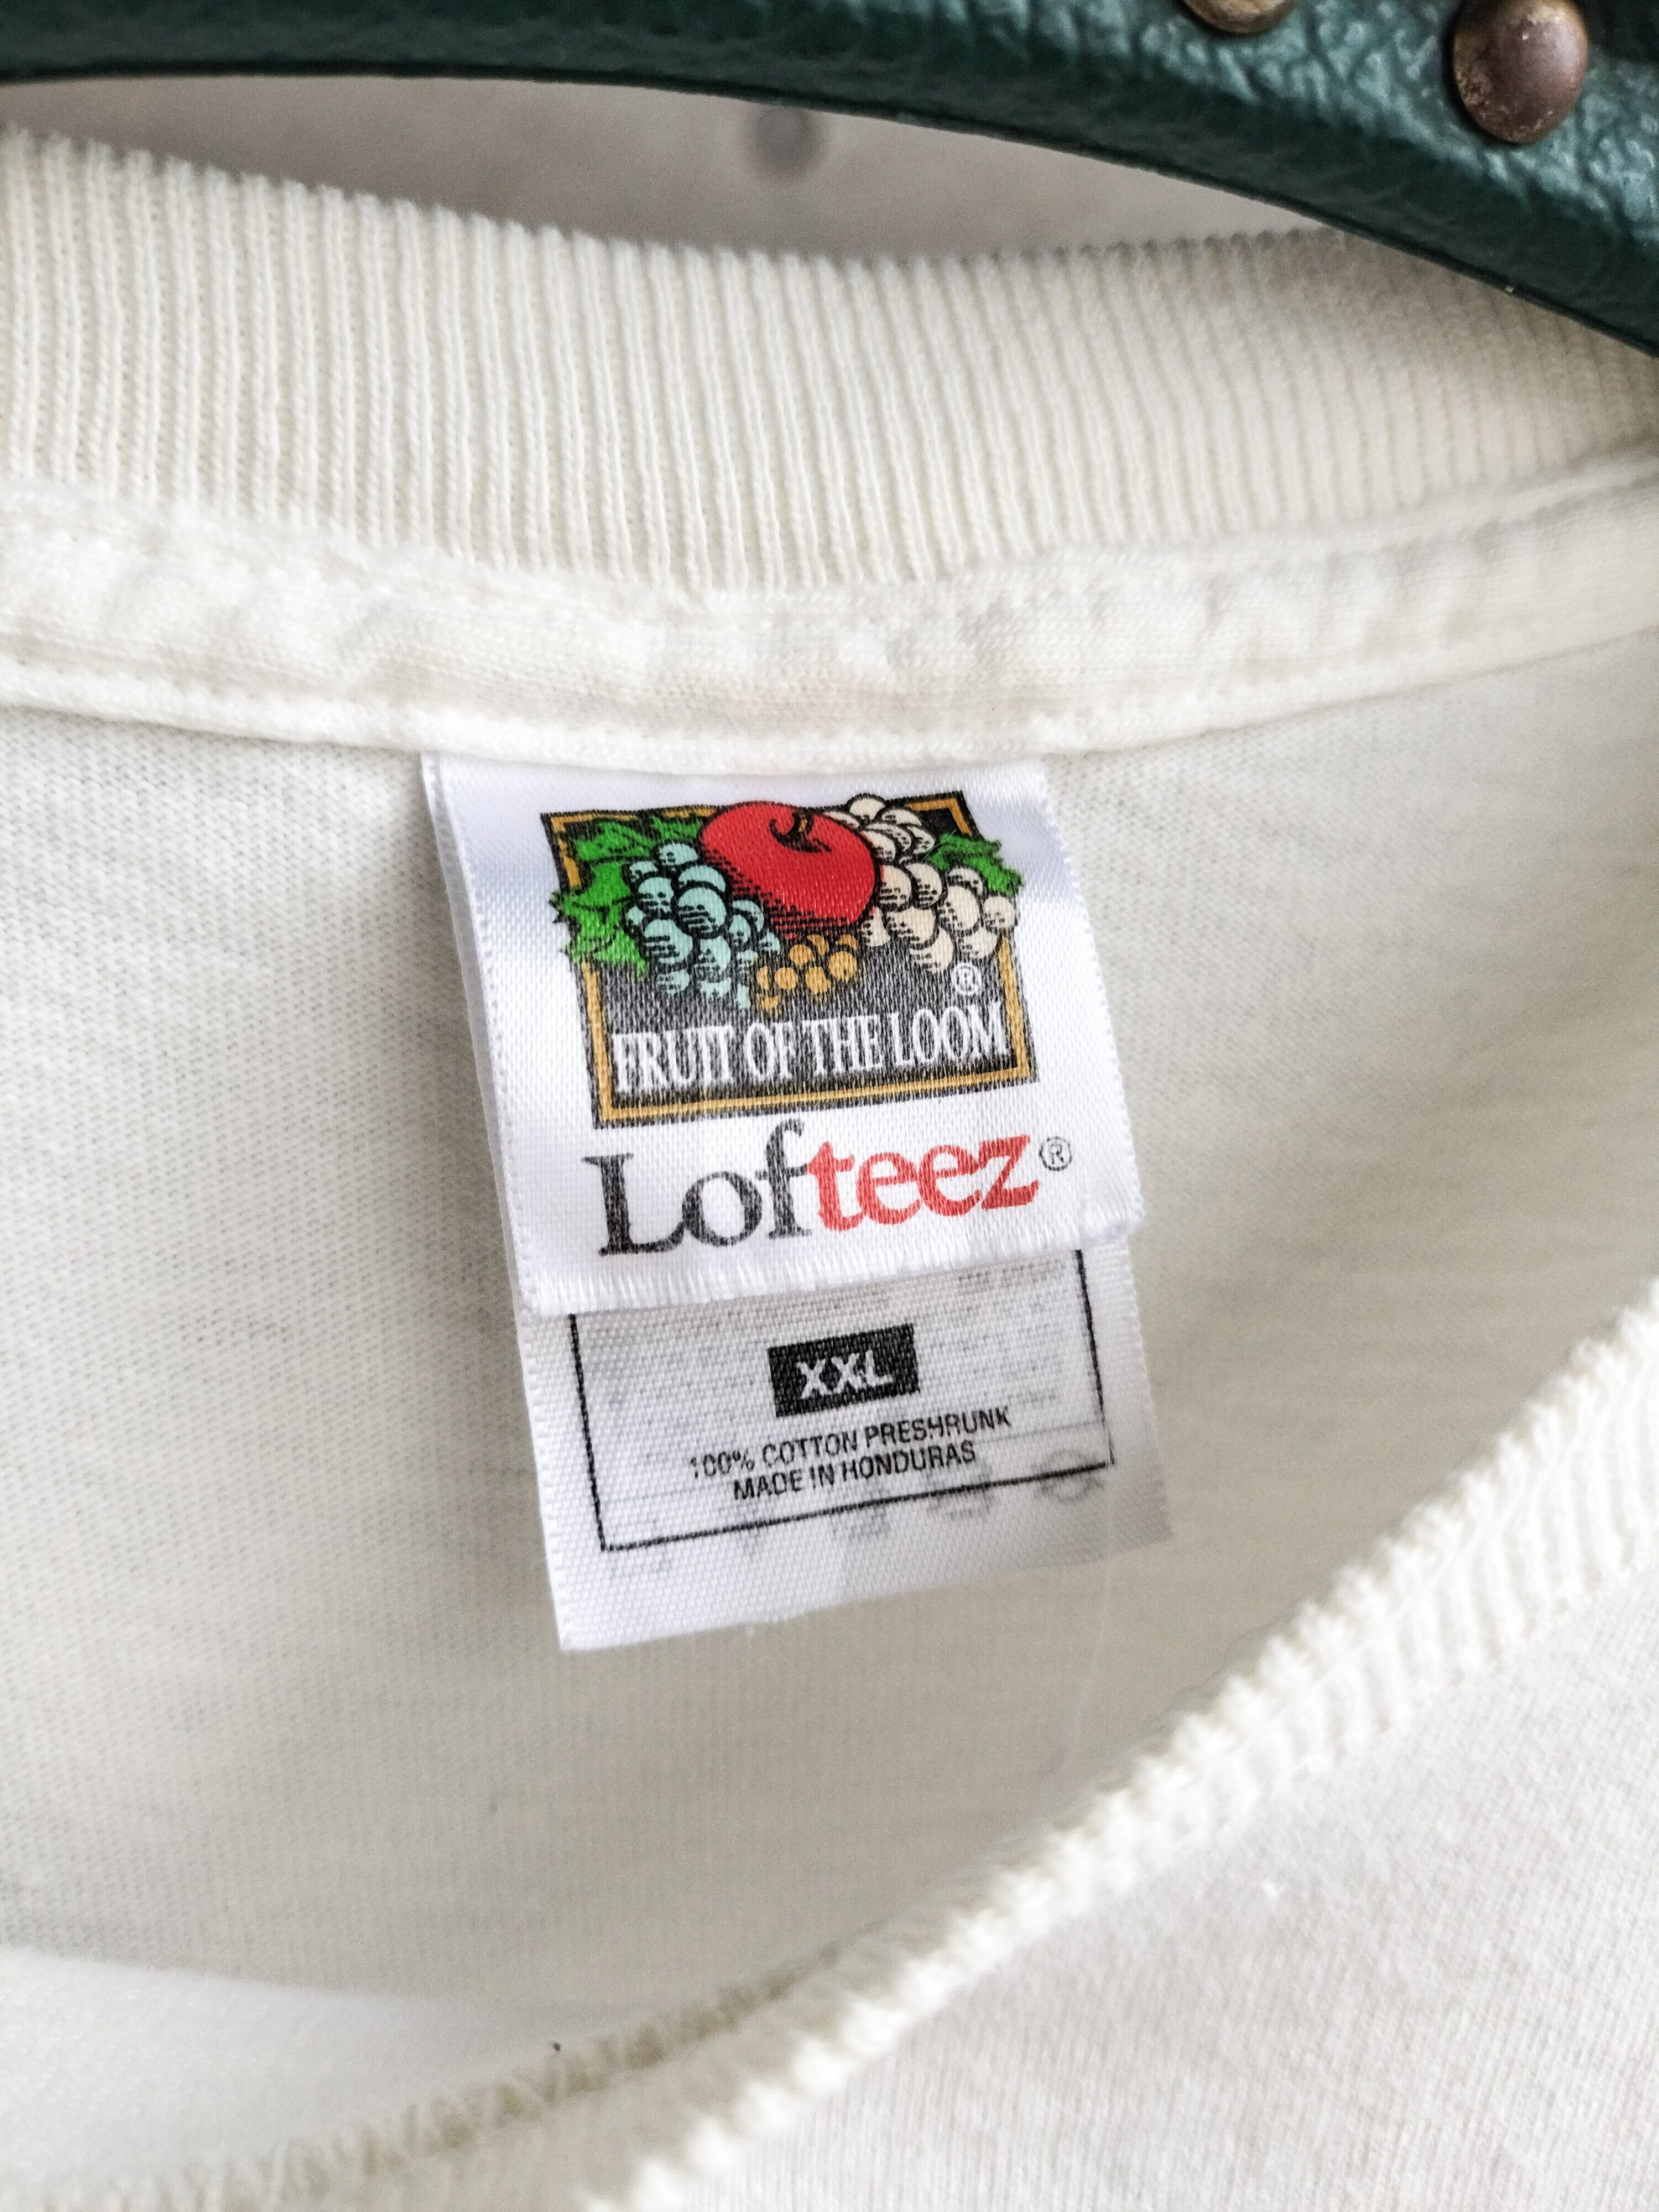 ®
FRUIT OF THE LOOM
Lofteez®
XXL
100% COTTON PRESHRUNK
MADE IN HONDURAS